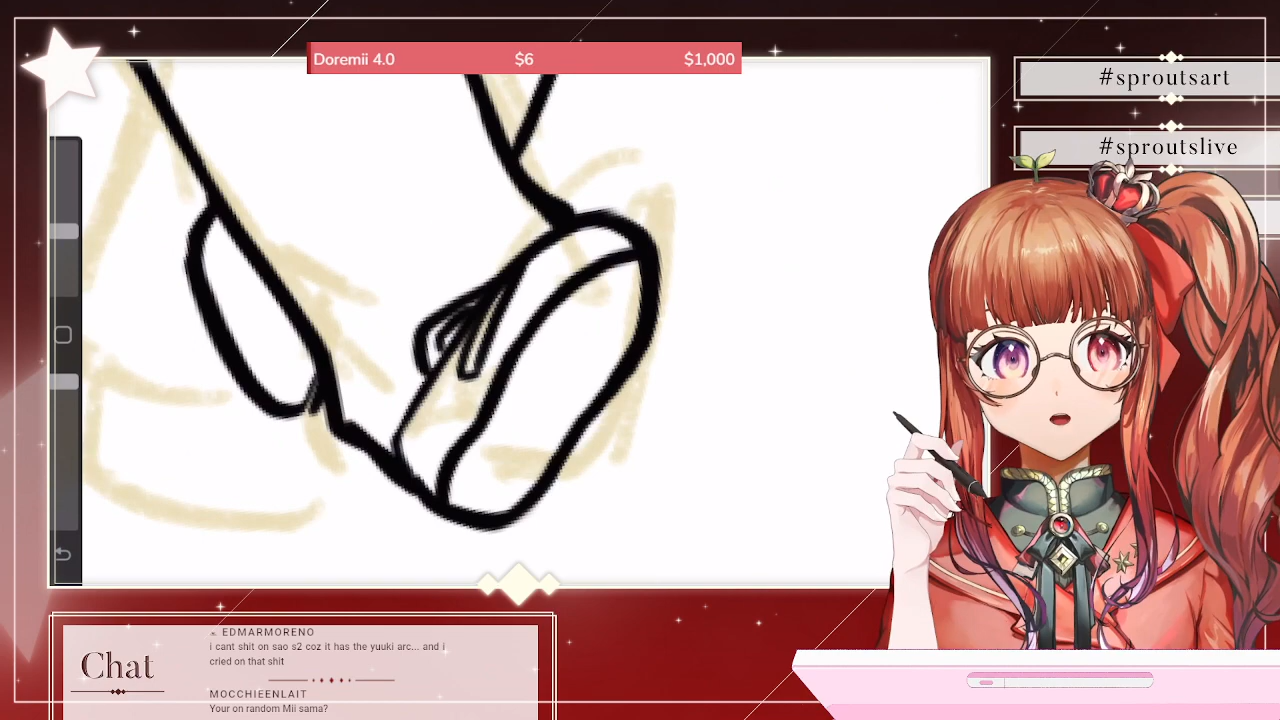 Doremii 4.0 $6 $1,000
#sproutsart
#sproutslive
Chat
EDMARMORENO
i cant shit on sao s2 coz it has the yuuki arc... and i
cried on that shit
MOCCHIEENLAIT
Your on random Mii sama?